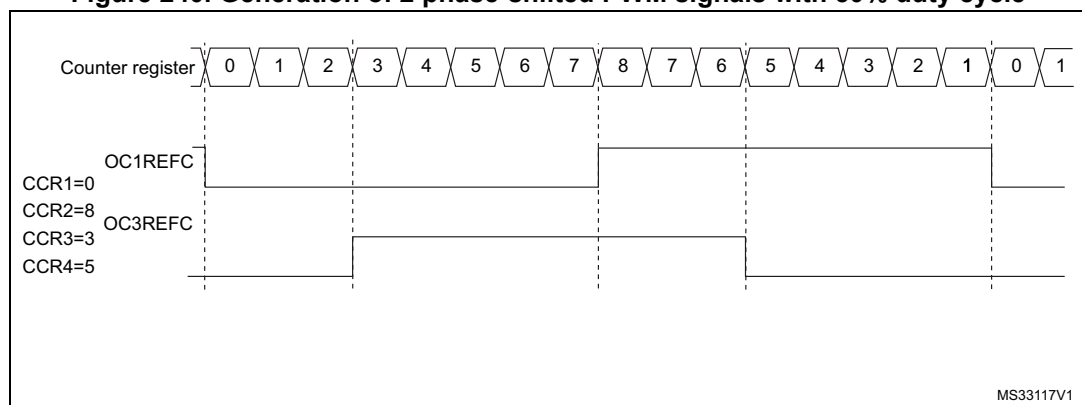 Figure 240. Generation of 2 phase-shifted PWM signals with 50% duty cycle
Counter register 0 1 2 3 4 5 6 7 8 7 6 5 4 3 2 1 0 1
OC1REFC
CCR1=0
CCR2=8
OC3REFC
CCR3=3
CCR4=5
MS33117V1